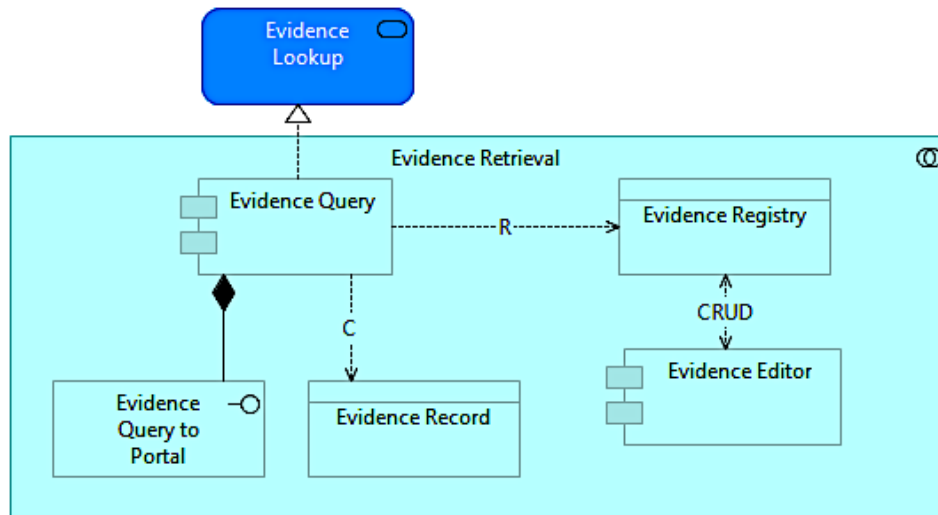 Evidence
Lookup
Evidence Retrieval
Evidence Query
R
Evidence Registry
C
CRUD
Evidence Editor
Evidence
Query to
Portal
Evidence Record